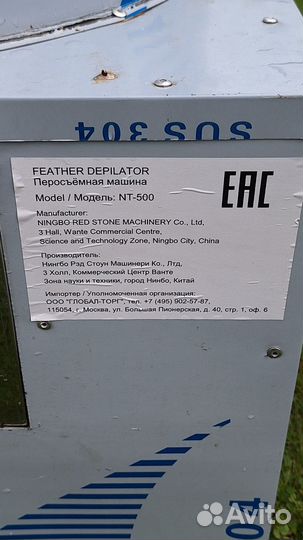 SUS 304
FEATHER DEPILATOR
Перосъёмная машина
Model / Модель: NT-500
EAC
Manufacturer:
NINGBO RED STONE MACHINERY Co., Ltd,
3 Hall, Wante Commercial Centre,
Science and Technology Zone, Ningbo City, China
Производитель:
Нингбо Рэд Стоун Машинери Ко., Лтд,
3 Холл, Коммерческий Центр Ванте
Зона науки и техники, город Нинбо, Китай
Импортер / Уполномоченная организация:
ООО "ГЛОБАЛ-ТОРГ", тел. +7 (495) 902-57-87,
115054, г. Москва, ул. Большая Пионерская, д. 40, стр. 1, оф. 6
04
Avito